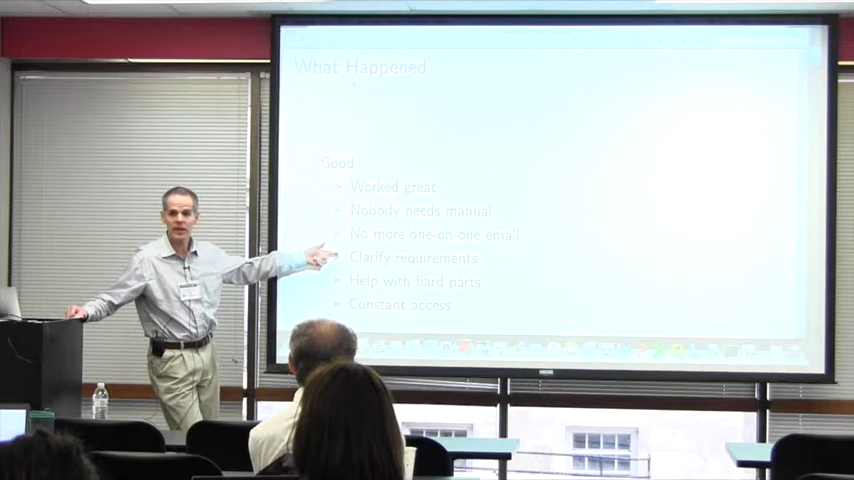 What Happened
Good
Worked great
Nobody needs manual
No more one-on-one email
Clarify requirements
Help with hard parts
Constant access